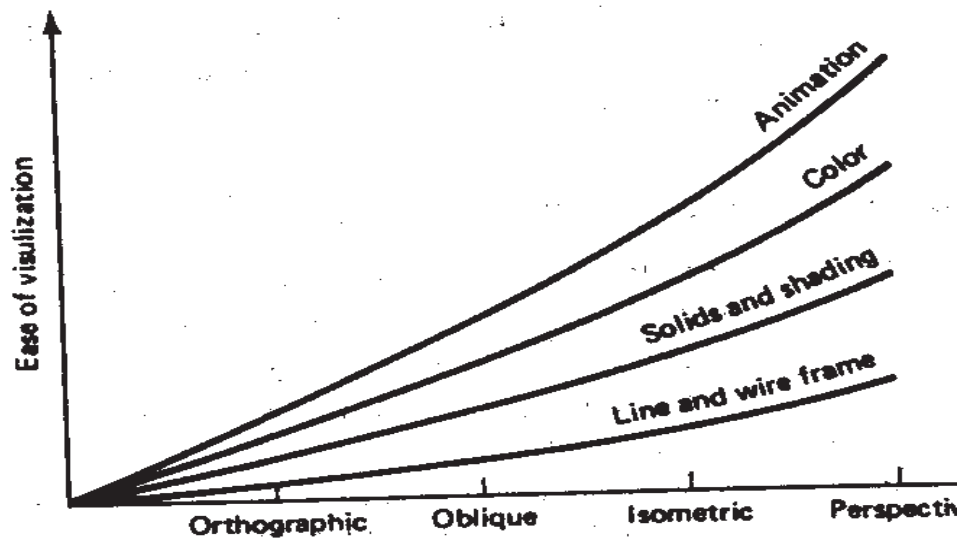 Ease of visulization
Animation
Color
Solids and shading
Line and wire frame
Orthographic
Oblique
Isometric
Perspectiv